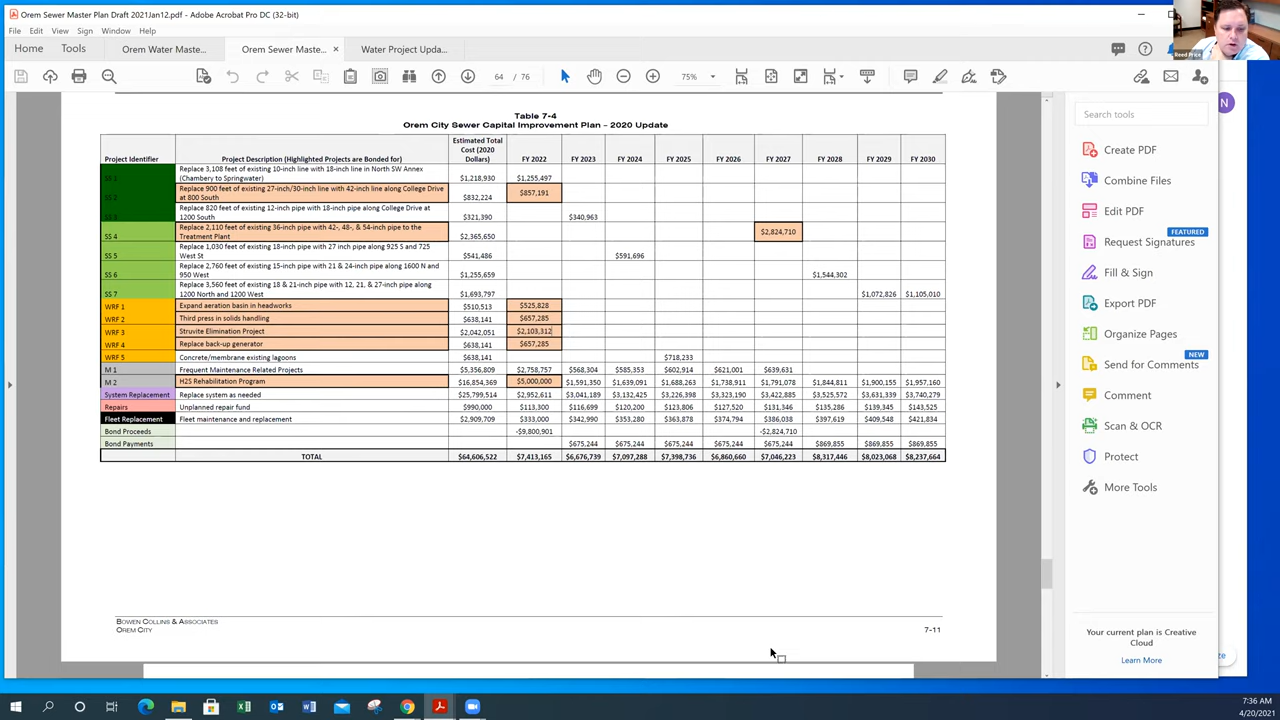 Orem Sewer Master Plan Draft 2021Jan12.pdf - Adobe Acrobat Pro DC (32-bit)
File Edit View Sign Window Help
Home Tools Orem Water Maste... Orem Sewer Maste... × Water Project Upda...
64 / 76 75%
Reed Price
N
Table 7-4
Orem City Sewer Capital Improvement Plan - 2020 Update
Project Identifier Project Description (Highlighted Projects are Bonded for) Estimated Total Cost (2020 Dollars) FY 2022 FY 2023 FY 2024 FY 2025 FY 2026 FY 2027 FY 2028 FY 2029 FY 2030
SS 1 Replace 3,108 feet of existing 10-inch line with 18-inch line in North SW Annex (Chambery to Springwater) $1,218,930 $1,255,497
SS 2 Replace 900 feet of existing 27-inch/30-inch line with 42-inch line along College Drive at 800 South $832,224 $857,191
SS 3 Replace 820 feet of existing 12-inch pipe with 18-inch pipe along College Drive at 1200 South $321,390 $340,963
SS 4 Replace 2,110 feet of existing 36-inch pipe with 42-, 48-, & 54-inch pipe to the Treatment Plant $2,365,650 $2,824,710
SS 5 Replace 1,030 feet of existing 18-inch pipe with 27 inch pipe along 925 S and 725 West St $541,486 $591,696
SS 6 Replace 2,760 feet of existing 15-inch pipe with 21 & 24-inch pipe along 1600 N and 950 West $1,255,659 $1,544,302
SS 7 Replace 3,560 feet of existing 18 & 21-inch pipe with 12, 21, & 27-inch pipe along 1200 North and 1200 West $1,693,797 $1,072,826 $1,105,010
WRF 1 Expand aeration basin in headworks $510,513 $525,828
WRF 2 Third press in solids handling $638,141 $657,285
WRF 3 Struvite Elimination Project $2,042,051 $2,103,312
WRF 4 Replace back-up generator $638,141 $657,285
WRF 5 Concrete/membrane existing lagoons $638,141 $718,233
M 1 Frequent Maintenance Related Projects $5,356,809 $2,758,757 $568,304 $585,353 $602,914 $621,001 $639,631
M 2 H2S Rehabilitation Program $16,854,369 $5,000,000 $1,591,350 $1,639,091 $1,688,263 $1,738,911 $1,791,078 $1,844,811 $1,900,155 $1,957,160
System Replacement Replace system as needed $25,799,514 $2,952,611 $3,041,189 $3,132,425 $3,226,398 $3,323,190 $3,422,885 $3,525,572 $3,631,339 $3,740,279
Repairs Unplanned repair fund $990,000 $113,300 $116,699 $120,200 $123,806 $127,520 $131,346 $135,286 $139,345 $143,525
Fleet Replacement Fleet maintenance and replacement $2,909,709 $333,000 $342,990 $353,280 $363,878 $374,794 $386,038 $397,619 $409,548 $421,834
Bond Proceeds -$9,800,901 -$2,824,710
Bond Payments $675,244 $675,244 $675,244 $675,244 $675,244 $869,855 $869,855 $869,855
TOTAL $64,606,522 $7,413,165 $6,676,739 $7,097,288 $7,398,736 $6,860,660 $7,046,223 $8,317,446 $8,023,068 $8,237,664
BOWEN COLLINS & ASSOCIATES
OREM CITY 7-11
Search tools
Create PDF
Combine Files
Edit PDF
FEATURED
Request Signatures
Fill & Sign
Export PDF
Organize Pages
NEW
Send for Comments
Comment
Scan & OCR
Protect
More Tools
Your current plan is Creative
Cloud
Learn More
7:36 AM
4/20/2021